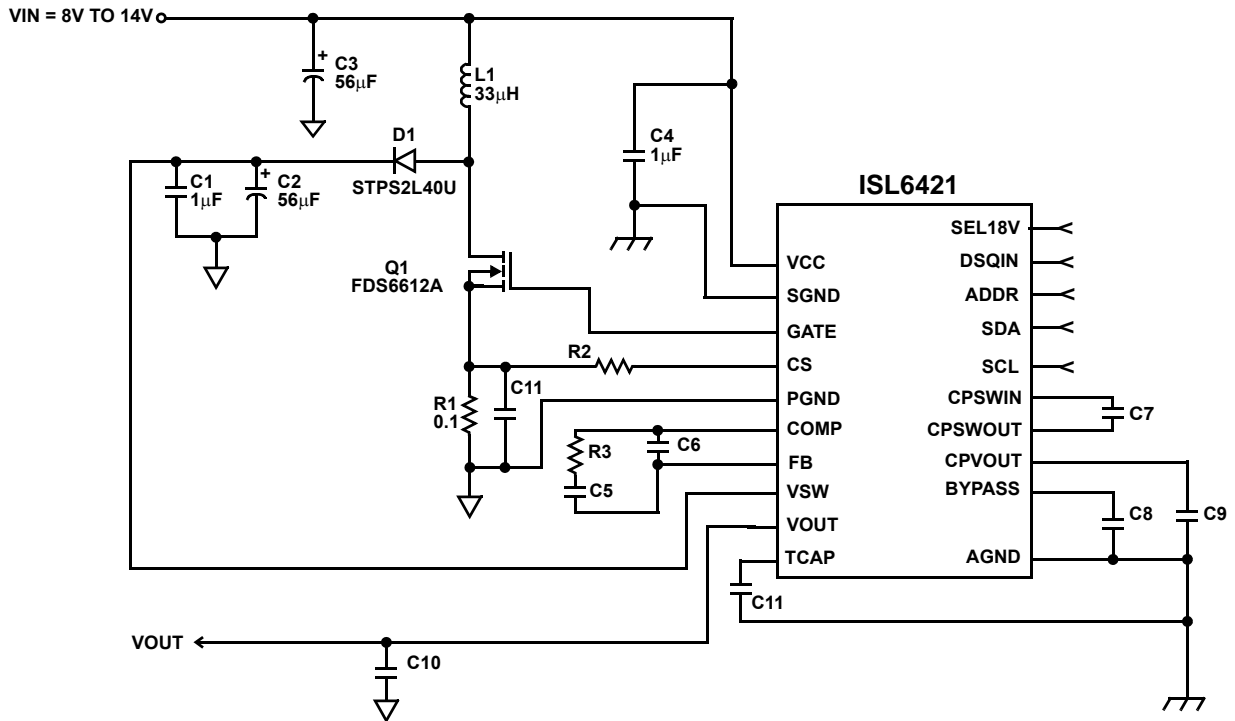 VIN = 8V TO 14V
C3
56μF
L1
33μH
C4
1μF
D1
STPS2L40U
C1
1μF
C2
56μF
Q1
FDS6612A
ISL6421
VCC
SGND
GATE
CS
PGND
COMP
FB
VSW
VOUT
TCAP
SEL18V
DSQIN
ADDR
SDA
SCL
CPSWIN
CPSWOUT
CPVOUT
BYPASS
AGND
R2
C11
R1
0.1
R3
C6
C5
C7
C8
C9
C11
VOUT
C10
+
+